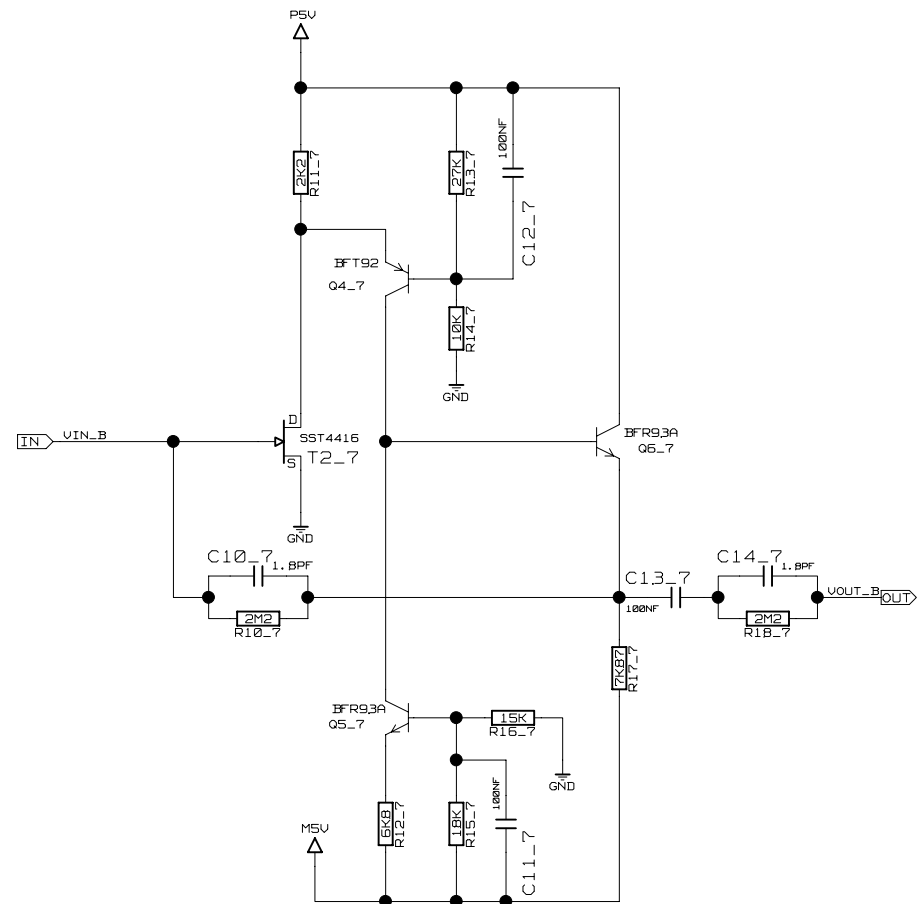 P5V
2K2
R11_7
27K
R13_7
100NF
C12_7
BFT92
Q4_7
10K
R14_7
GND
IN
VIN_B
D
S
SST4416
T2_7
GND
BFR93A
Q6_7
C10_7
1.8PF
2M2
R10_7
C13_7
100NF
C14_7
1.8PF
2M2
R18_7
VOUT_B
OUT
7K87
R17_7
BFR93A
Q5_7
15K
R16_7
GND
6K8
R12_7
18K
R15_7
100NF
C11_7
M5V